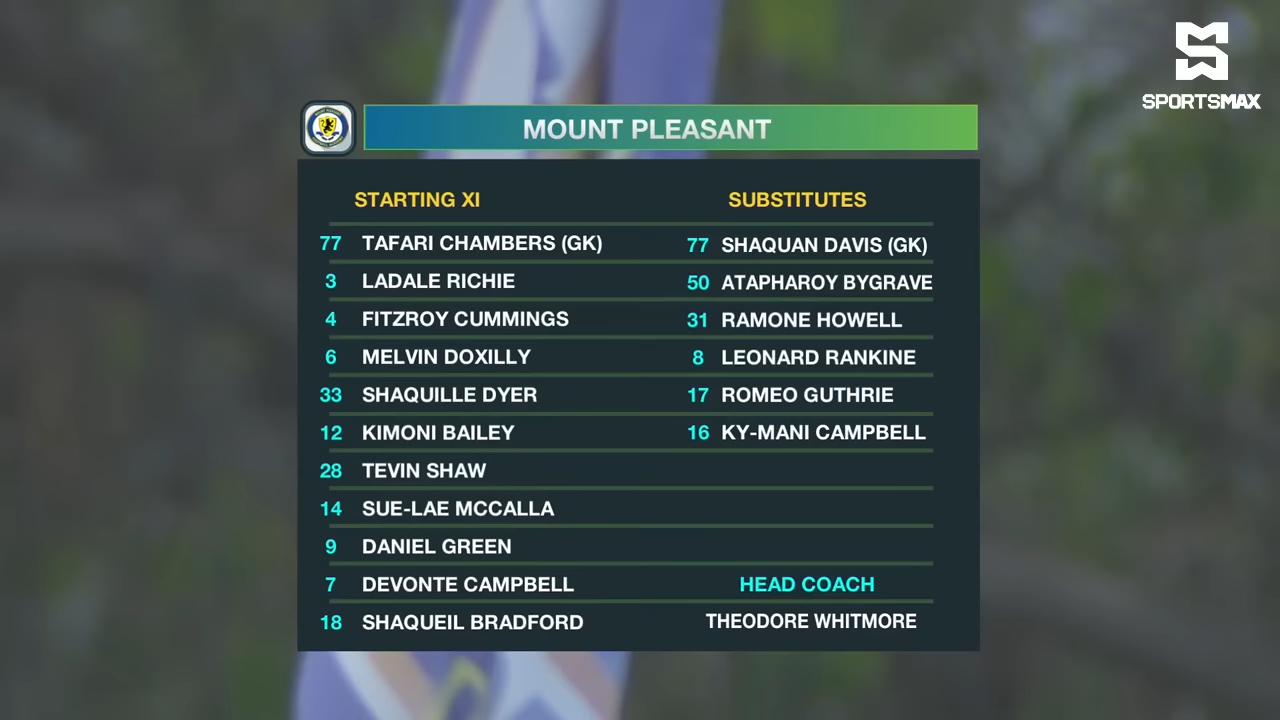 SPORTSMAX
MOUNT PLEASANT
STARTING XI
77 TAFARI CHAMBERS (GK)
3 LADALE RICHIE
4 FITZROY CUMMINGS
6 MELVIN DOXILLY
33 SHAQUILLE DYER
12 KIMONI BAILEY
28 TEVIN SHAW
14 SUE-LAE MCCALLA
9 DANIEL GREEN
7 DEVONTE CAMPBELL
18 SHAQUEIL BRADFORD
SUBSTITUTES
77 SHAQUAN DAVIS (GK)
50 ATAPHAROY BYGRAVE
31 RAMONE HOWELL
8 LEONARD RANKINE
17 ROMEO GUTHRIE
16 KY-MANI CAMPBELL
HEAD COACH
THEODORE WHITMORE